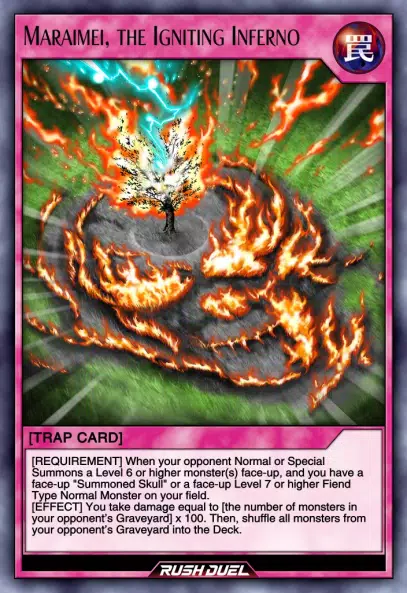 Maraimei, the Igniting Inferno
罠
[TRAP CARD]
[REQUIREMENT] When your opponent Normal or Special
Summons a Level 6 or higher monster(s) face-up, and you have a
face-up "Summoned Skull" or a face-up Level 7 or higher Fiend
Type Normal Monster on your field.
[EFFECT] You take damage equal to [the number of monsters in
your opponent's Graveyard] x 100. Then, shuffle all monsters from
your opponent's Graveyard into the Deck.
RUSH DUEL